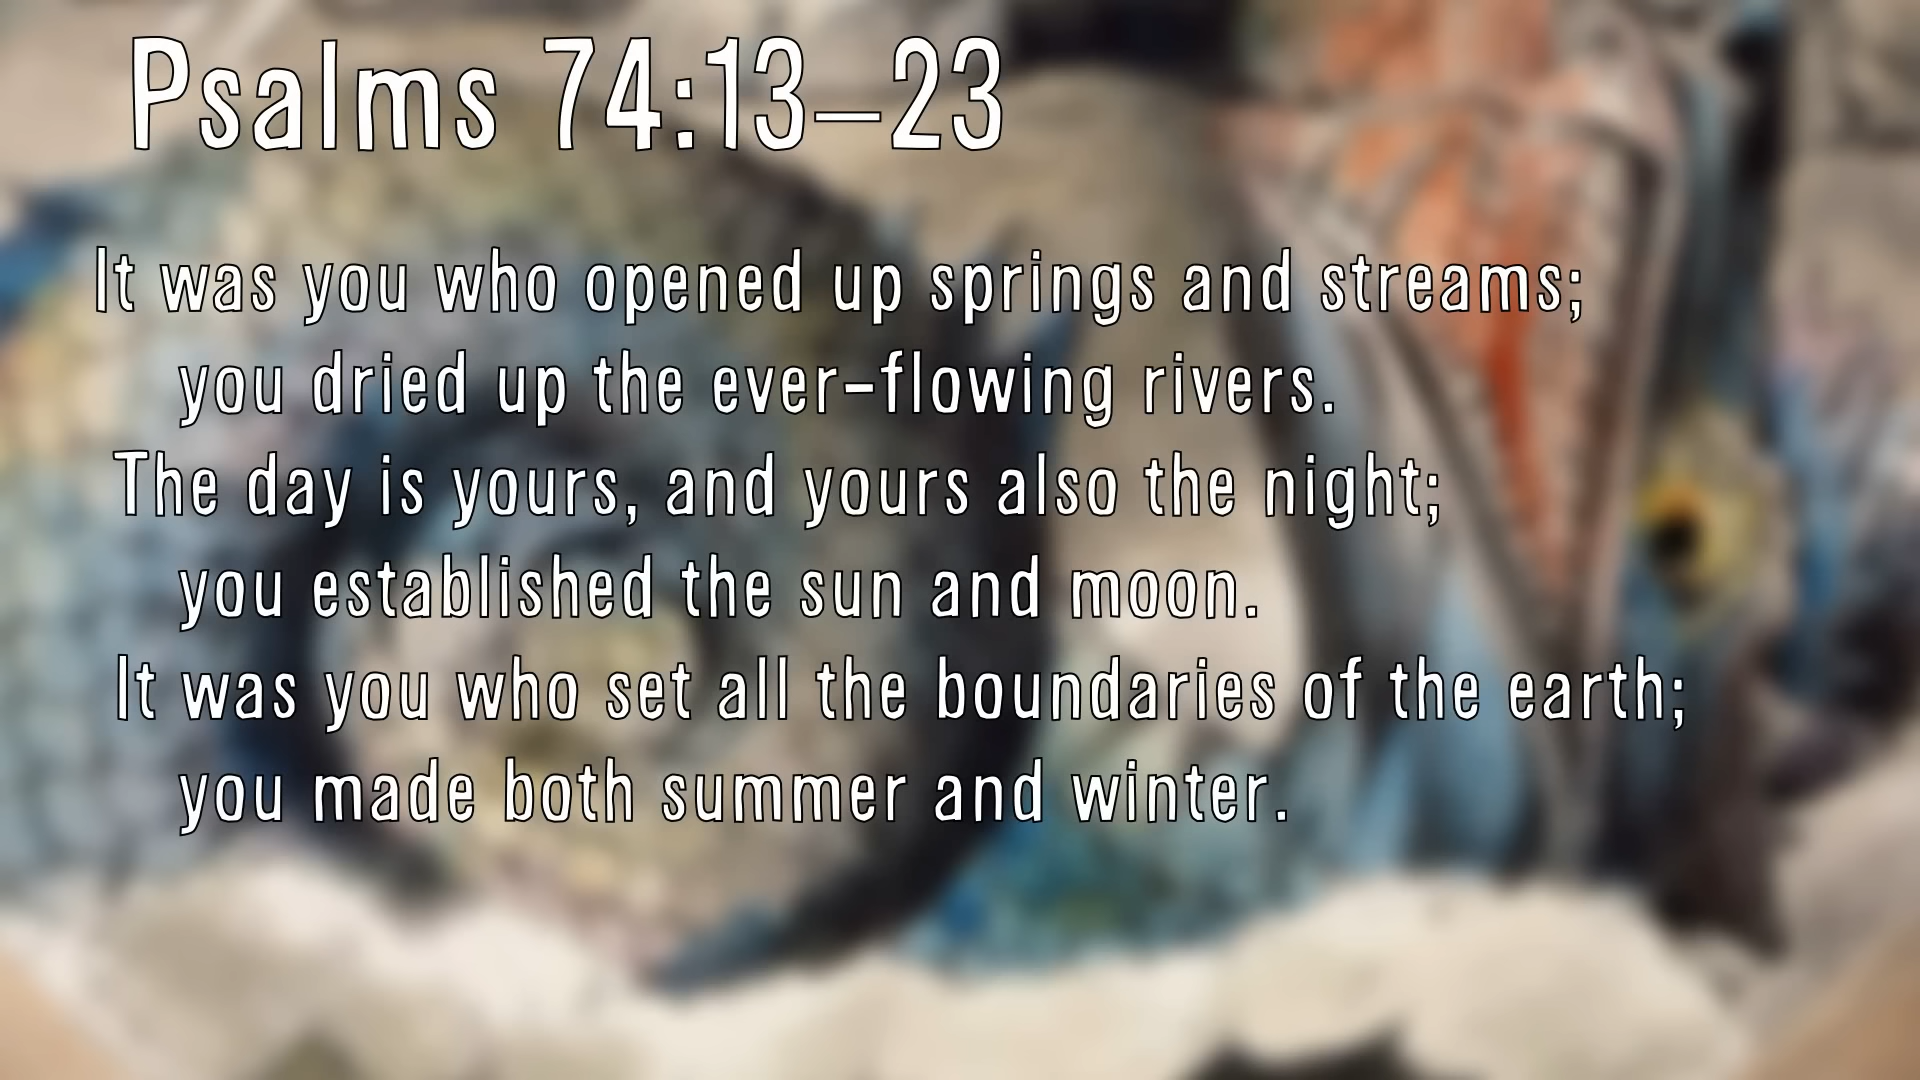 Psalms 74:13–23
It was you who opened up springs and streams;
you dried up the ever-flowing rivers.
The day is yours, and yours also the night;
you established the sun and moon.
It was you who set all the boundaries of the earth;
you made both summer and winter.